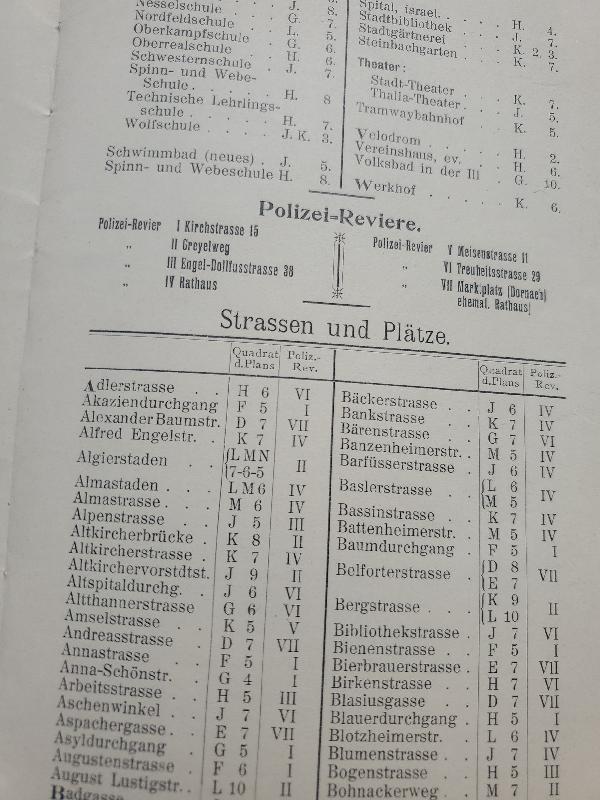 Nesselschule . . J. 8.
Nordfeldschule . G. 7.
Oberkampfschule . L. 5.
Oberrealschule . G. 6.
Schwesternschule . H. 6.
Spinn- und Webe- J. 7.
Schule . . . . H. 8
Technische Lehrlings-
schule . . . . H. 7.
Wolfschule . . . . J. K. 3.
Schwimmbad (neues) . J. 5.
Spinn- und Webeschule H. 8.
Spital, israel. . . . H. 4.
Stadtbibliothek . . J. 7.
Stadtgärtnerei . . K. 2. 3.
Steinbachgarten . . K. 7.
Theater:
Stadt-Theater . . . K. 7.
Thalia-Theater . . . J. 5.
Tramwaybahnhof . . K. 5.
Velodrom . . . . H. 2.
Vereinshaus, ev. . . H. 6.
Volksbad in der Ill . G. 10.
Werkhof . . . . K. 6.
Polizei=Reviere.
Polizei-Revier I Kirchstrasse 15
„ II Greyelweg
„ III Engel-Dollfusstrasse 38
„ IV Rathaus
Polizei-Revier V Meisenstrasse 11
„ VI Treuheitsstrasse 29
„ VII Marktplatz (Dornach)
ehemal. Rathaus)
Strassen und Plätze.
Quadrat d. Plans Poliz.- Rev.
Adlerstrasse . . H 6 VI
Akaziendurchgang F 5 I
Alexander Baumstr. D 7 VII
Alfred Engelstr. . K 7 IV
Algierstaden . . {L M N
{7-6-5 II
Almastaden . . . L M 6 IV
Almastrasse . . . M 6 IV
Alpenstrasse . . J 5 III
Altkircherbrücke . K 8 II
Altkircherstrasse . K 7 IV
Altkirchervorstdtst. J 9 II
Altspitaldurchg. . J 6 VI
Altthannerstrasse G 6 VI
Amselstrasse . . K 5 V
Andreasstrasse . D 7 VII
Annastrasse . . F 5 I
Anna-Schönstr. . G 4 I
Arbeitsstrasse . . H 5 III
Aschenwinkel . . J 7 VI
Aspachergasse . . E 7 VII
Asyldurchgang . G 5 I
Augustenstrasse . F 6 I
August Lustigstr. . L 10 II
Badgasse
Quadrat d. Plans Poliz.- Rev.
Bäckerstrasse . . J 6 IV
Bankstrasse . . K 7 IV
Bärenstrasse . . G 7 VI
Banzenheimerstr. . M 5 IV
Barfüsserstrasse . J 6 IV
Baslerstrasse . . {L 6
{M 5 IV
Bassinstrasse . . K 7 IV
Battenheimerstr. . M 5 IV
Baumdurchgang . F 5 I
Belforterstrasse . {D 8
{E 7 VII
Bergstrasse . . . {K 9
{L 10 II
Bibliothekstrasse . J 7 VI
Bienenstrasse . . F 5 I
Bierbrauerstrasse . E 7 VII
Birkenstrasse . . H 7 VI
Blasiusgasse . . D 7 VII
Blauerdurchgang . H 5 I
Blotzheimerstr. . L 6 IV
Blumenstrasse . . J 7 IV
Bogenstrasse . . H 5 III
Bohnackerweg . . M 7 II